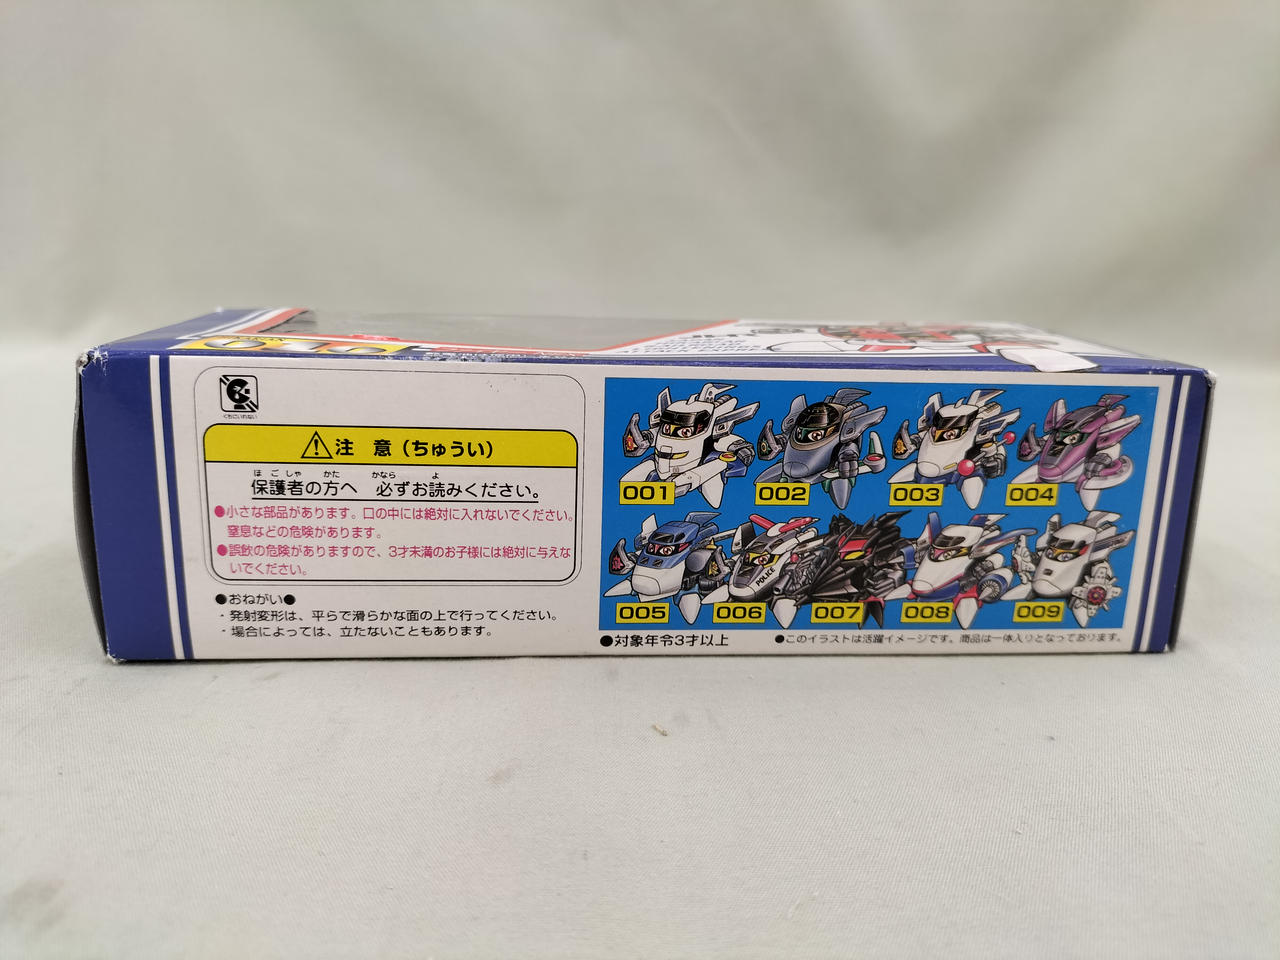 くちにいれない
注 意（ちゅうい）
ほ ご しゃ かた かなら よ
保護者の方へ 必ずお読みください。
●小さな部品があります。口の中には絶対に入れないでください。
窒息などの危険があります。
●誤飲の危険がありますので、3才未満のお子様には絶対に与えな
いでください。
●おねがい●
・発射変形は、平らで滑らかな面の上で行ってください。
・場合によっては、立たないこともあります。
001
002
003
004
005
006
007
008
009
POLICE
●対象年令3才以上
●このイラストは活躍イメージです。商品は一体入りとなっております。